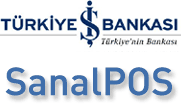 TÜRKİYE İŞ BANKASI
Türkiye'nin Bankası
SanalPOS